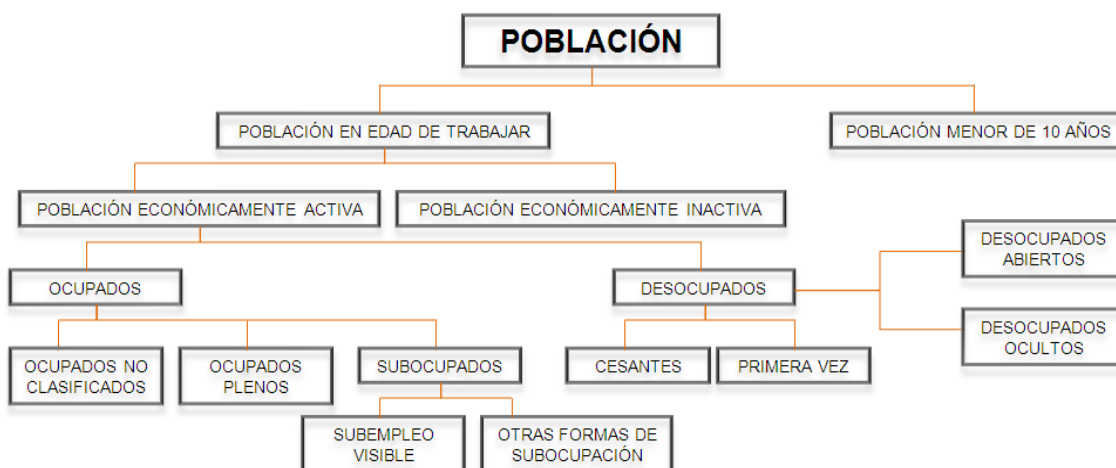 POBLACIÓN
POBLACIÓN EN EDAD DE TRABAJAR
POBLACIÓN MENOR DE 10 AÑOS
POBLACIÓN ECONÓMICAMENTE ACTIVA
POBLACIÓN ECONÓMICAMENTE INACTIVA
DESOCUPADOS
ABIERTOS
OCUPADOS
DESOCUPADOS
DESOCUPADOS
OCULTOS
OCUPADOS NO
CLASIFICADOS
OCUPADOS
PLENOS
SUBOCUPADOS
CESANTES
PRIMERA VEZ
SUBEMPLEO
VISIBLE
OTRAS FORMAS DE
SUBOCUPACIÓN